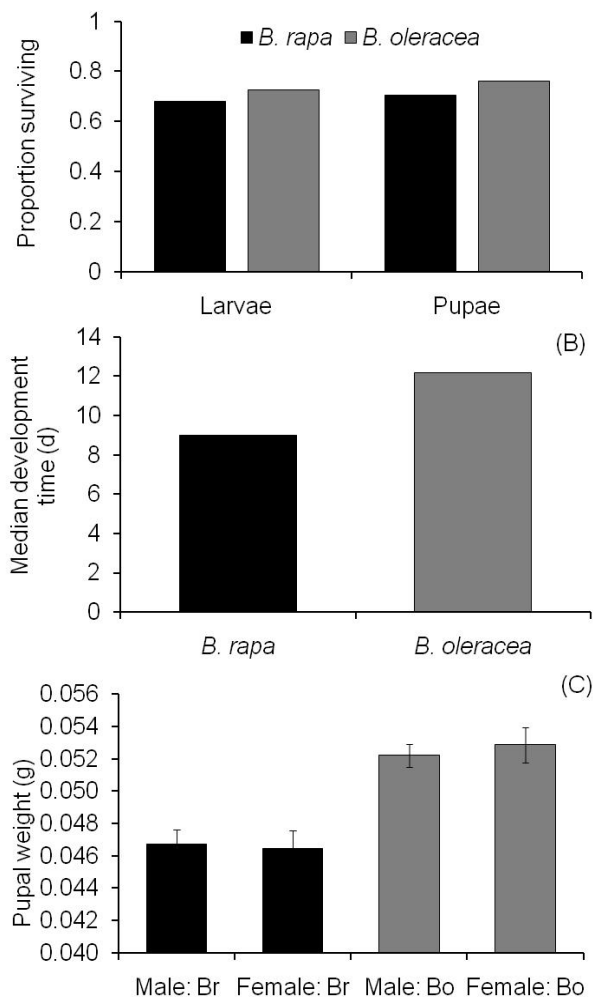 1
0.8
0.6
0.4
0.2
0
Proportion surviving
B. rapa B. oleracea
Larvae Pupae
(B)
14
12
10
8
6
4
2
0
Median development
time (d)
B. rapa B. oleracea
(C)
0.056
0.054
0.052
0.050
0.048
0.046
0.044
0.042
0.040
Pupal weight (g)
Male: Br Female: Br Male: Bo Female: Bo